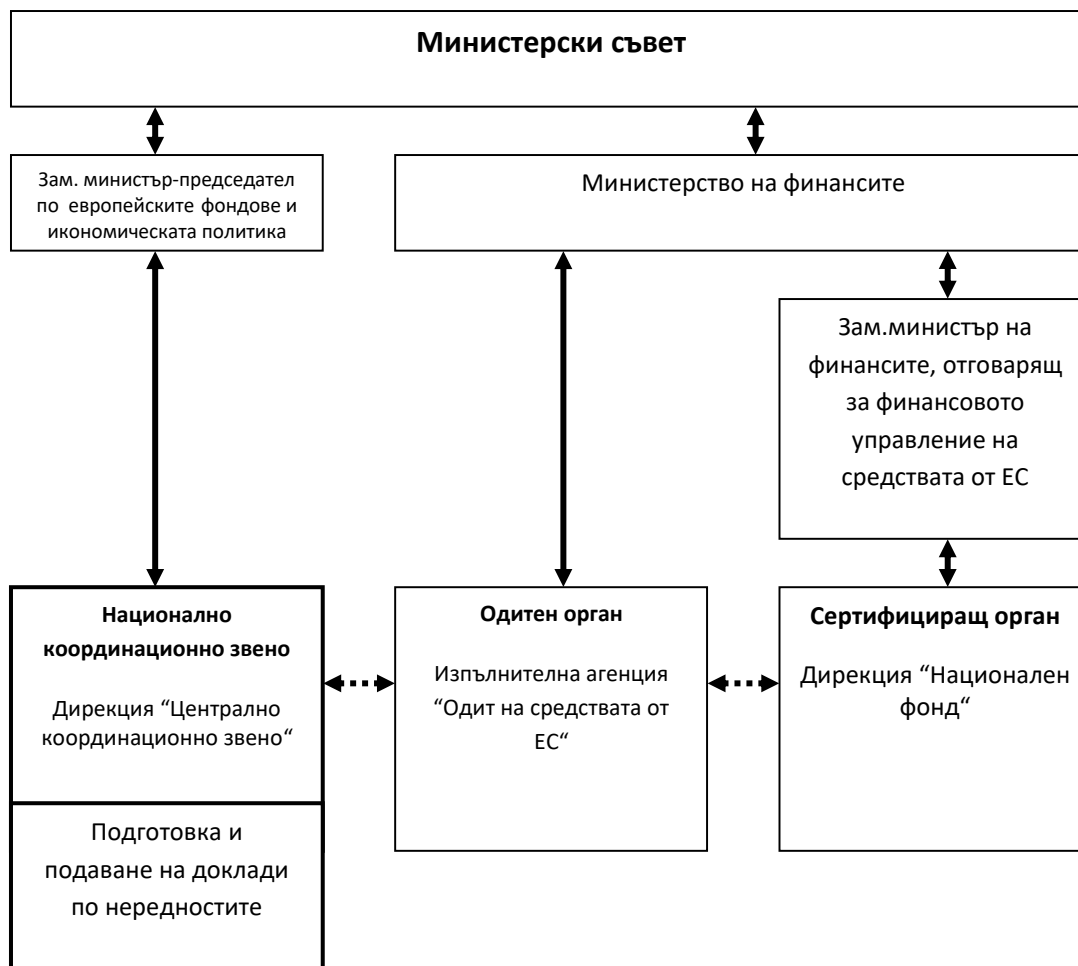 Министерски съвет
Зам. министър-председател
по европейските фондове и
икономическата политика
Министерство на финансите
Зам.министър на
финансите, отговарящ
за финансовото
управление на
средствата от ЕС
Национално
координационно звено
Дирекция “Централно
координационно звено“
Одитен орган
Изпълнителна агенция
“Одит на средствата от
ЕС“
Сертифициращ орган
Дирекция “Национален
фонд“
Подготовка и
подаване на доклади
по нередностите